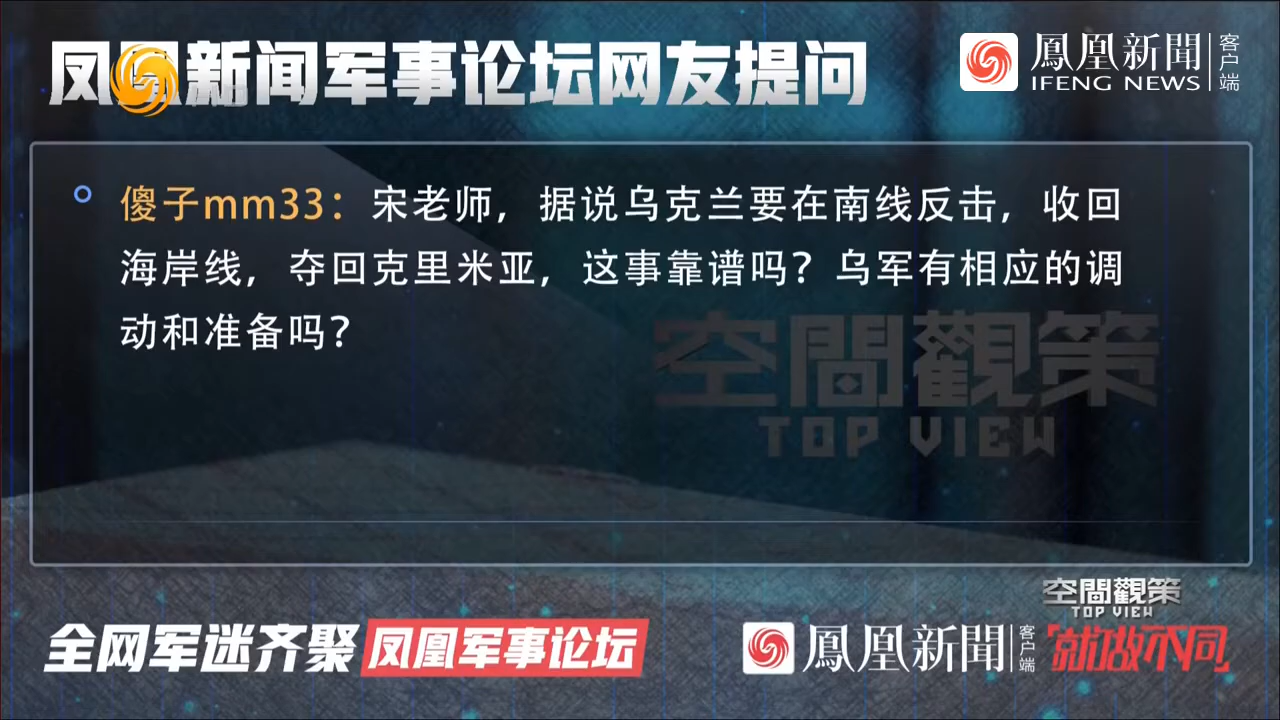 凤凰新闻军事论坛网友提问
鳳凰新聞
客户端
IFENG NEWS
傻子mm33：宋老师，据说乌克兰要在南线反击，收回
海岸线，夺回克里米亚，这事靠谱吗？乌军有相应的调
动和准备吗？
空間觀策
TOP VIEW
空間觀策
TOP VIEW
全网军迷齐聚 凤凰军事论坛
鳳凰新聞
客户端
「就做不同」